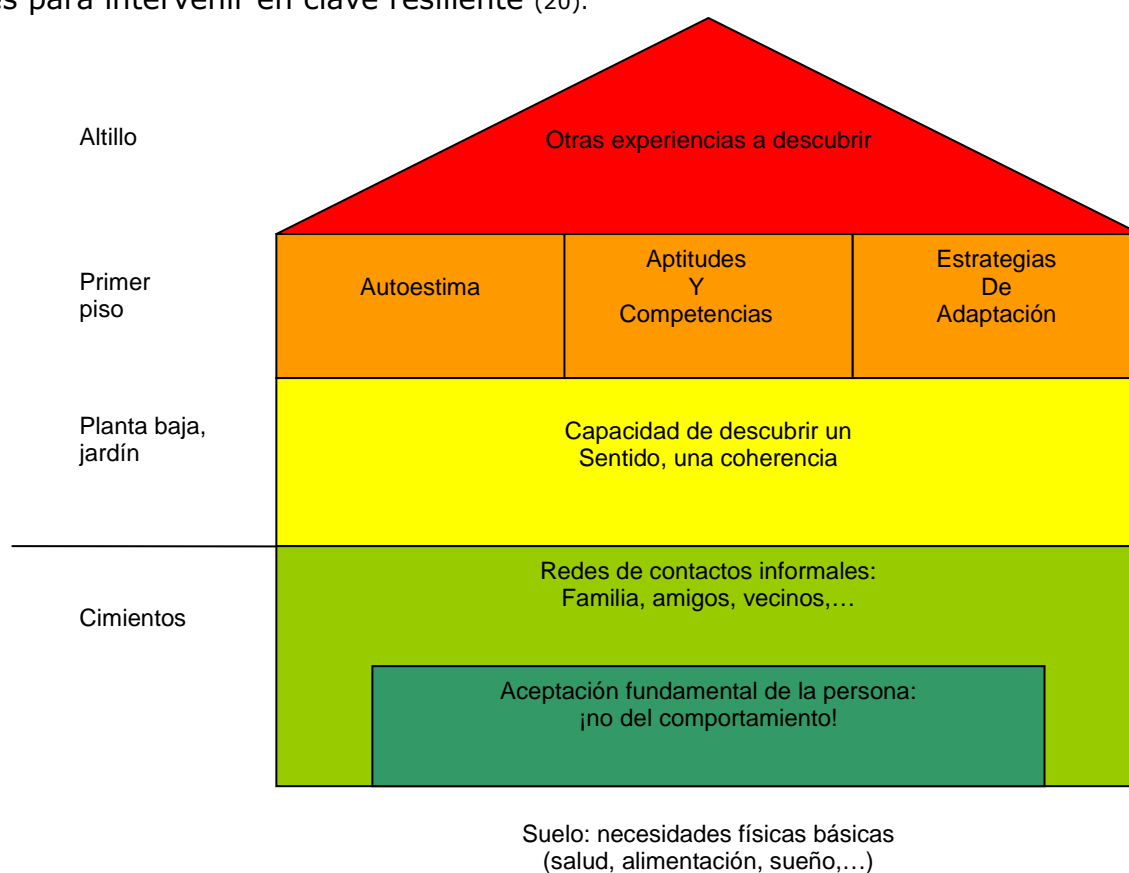 es para intervenir en clave resiliente (20).
Altillo
Otras experiencias a descubrir
Primer
piso
Autoestima
Aptitudes
Y
Competencias
Estrategias
De
Adaptación
Planta baja,
jardín
Capacidad de descubrir un
Sentido, una coherencia
Cimientos
Redes de contactos informales:
Familia, amigos, vecinos,…
Aceptación fundamental de la persona:
¡no del comportamiento!
Suelo: necesidades físicas básicas
(salud, alimentación, sueño,…)